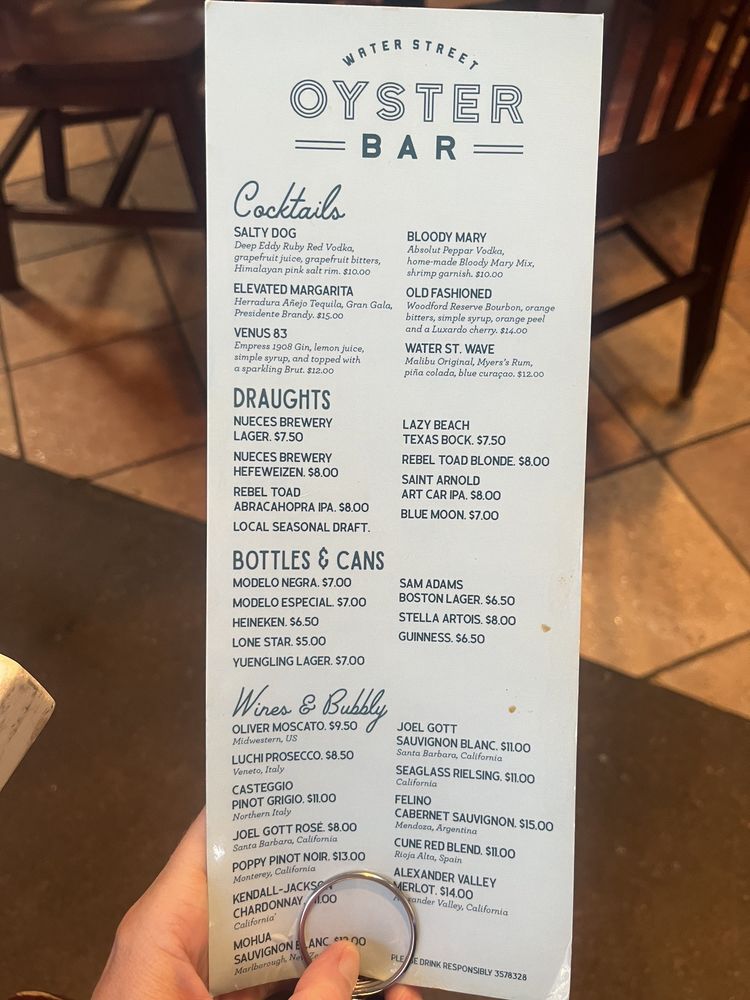 WATER STREET
OYSTER
BAR
Cocktails
SALTY DOG
Deep Eddy Ruby Red Vodka,
grapefruit juice, grapefruit bitters,
Himalayan pink salt rim. $10.00
ELEVATED MARGARITA
Herradura Añejo Tequila, Gran Gala,
Presidente Brandy. $15.00
VENUS 83
Empress 1908 Gin, lemon juice,
simple syrup, and topped with
a sparkling Brut. $12.00
BLOODY MARY
Absolut Peppar Vodka,
home-made Bloody Mary Mix,
shrimp garnish. $10.00
OLD FASHIONED
Woodford Reserve Bourbon, orange
bitters, simple syrup, orange peel
and a Luxardo cherry. $14.00
WATER ST. WAVE
Malibu Original, Myers's Rum,
piña colada, blue curaçao. $12.00
DRAUGHTS
NUECES BREWERY
LAGER. $7.50
NUECES BREWERY
HEFEWEIZEN. $8.00
REBEL TOAD
ABRACAHOPRA IPA. $8.00
LOCAL SEASONAL DRAFT.
LAZY BEACH
TEXAS BOCK. $7.50
REBEL TOAD BLONDE. $8.00
SAINT ARNOLD
ART CAR IPA. $8.00
BLUE MOON. $7.00
BOTTLES & CANS
MODELO NEGRA. $7.00
MODELO ESPECIAL. $7.00
HEINEKEN. $6.50
LONE STAR. $5.00
YUENGLING LAGER. $7.00
SAM ADAMS
BOSTON LAGER. $6.50
STELLA ARTOIS. $8.00
GUINNESS. $6.50
Wines & Bubbly
OLIVER MOSCATO. $9.50
Midwestern, US
LUCHI PROSECCO. $8.50
Veneto, Italy
CASTEGGIO
PINOT GRIGIO. $11.00
Northern Italy
JOEL GOTT ROSÉ. $8.00
Santa Barbara, California
POPPY PINOT NOIR. $13.00
Monterey, California
KENDALL-JACKSON
CHARDONNAY.
California
MOHUA
SAUVIGNON BLANC.
Marlborough, New
JOEL GOTT
SAUVIGNON BLANC. $11.00
Santa Barbara, California
SEAGLASS RIELSING. $11.00
California
FELINO
CABERNET SAUVIGNON. $15.00
Mendoza, Argentina
CUNE RED BLEND. $11.00
Rioja Alta, Spain
ALEXANDER VALLEY
MERLOT. $14.00
Alexander Valley, California
PLEASE DRINK RESPONSIBLY 3578328